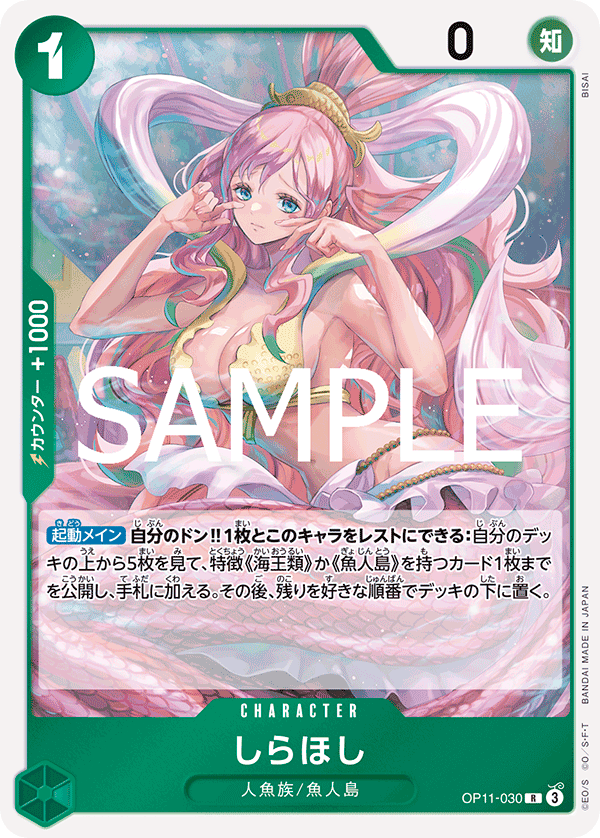 1
0
知
BISAI
カウンター +1000
SAMPLE
起動メイン 自分のドン!!1枚とこのキャラをレストにできる:自分のデッ
キの上から5枚を見て、特徴《海王類》か《魚人島》を持つカード1枚まで
を公開し、手札に加える。その後、残りを好きな順番でデッキの下に置く。
CHARACTER
しらほし
人魚族/魚人島
OP11-030 R 3
©E.O/S ©O/S・F・T BANDAI MADE IN JAPAN